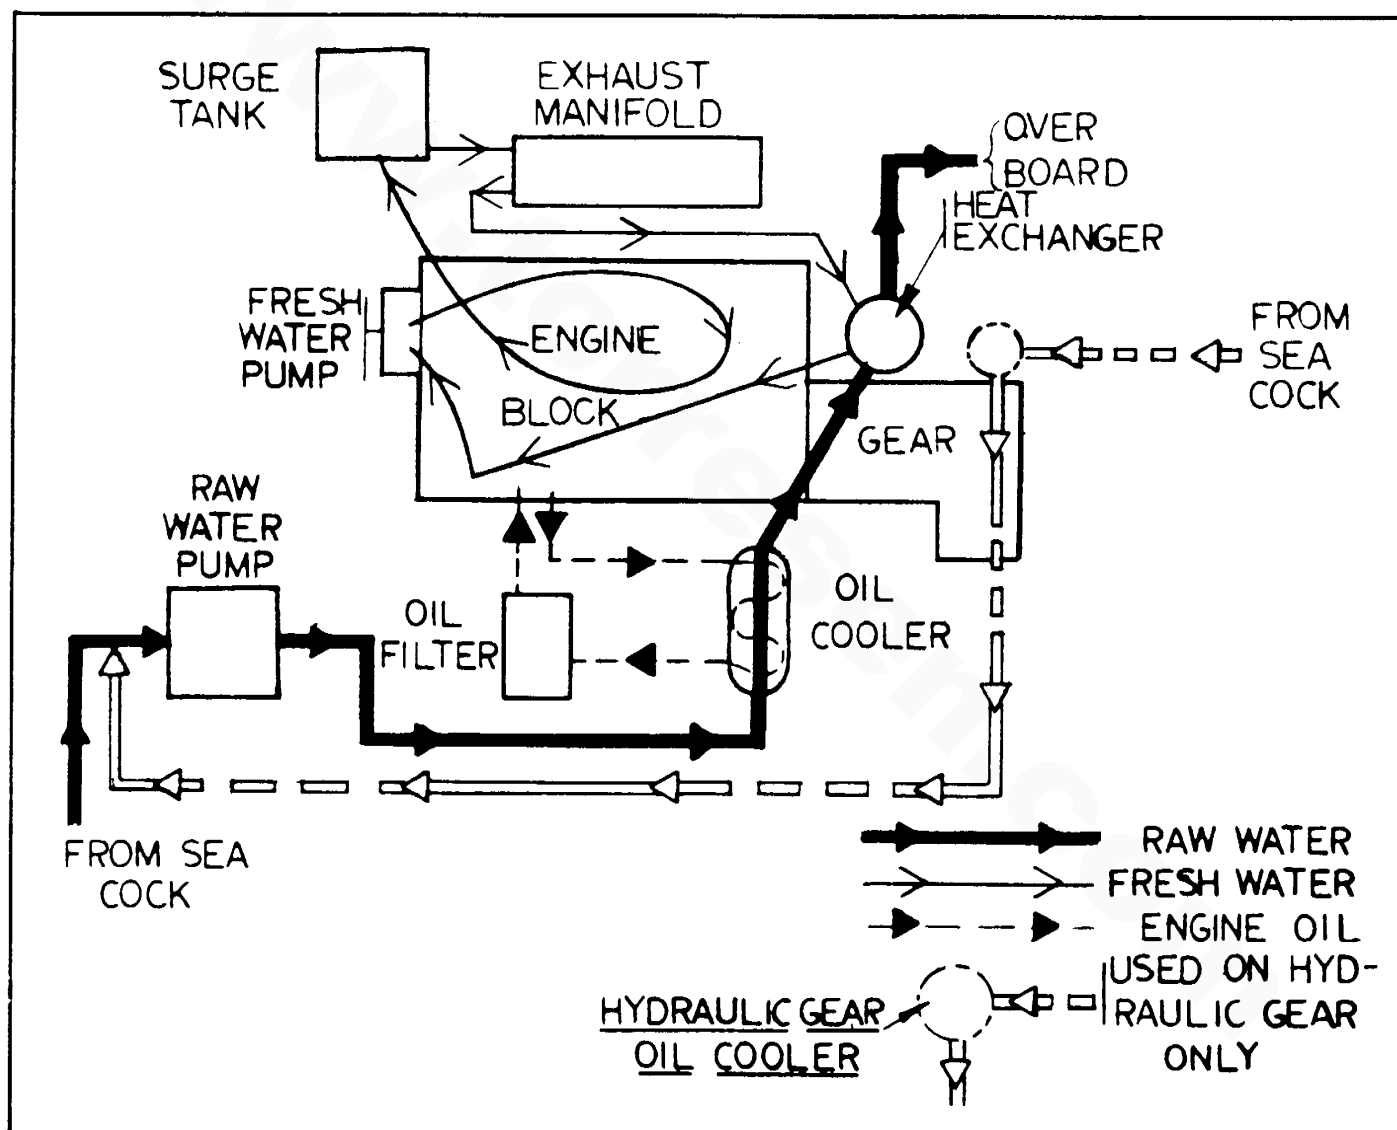 SURGE
TANK
EXHAUST
MANIFOLD
OVER
BOARD
HEAT
EXCHANGER
FRESH
WATER
PUMP
ENGINE
BLOCK
FROM
SEA
COCK
GEAR
RAW
WATER
PUMP
OIL
FILTER
OIL
COOLER
FROM SEA
COCK
RAW WATER
FRESH WATER
ENGINE OIL
USED ON HYD-
RAULIC GEAR
ONLY
HYDRAULIC GEAR
OIL COOLER